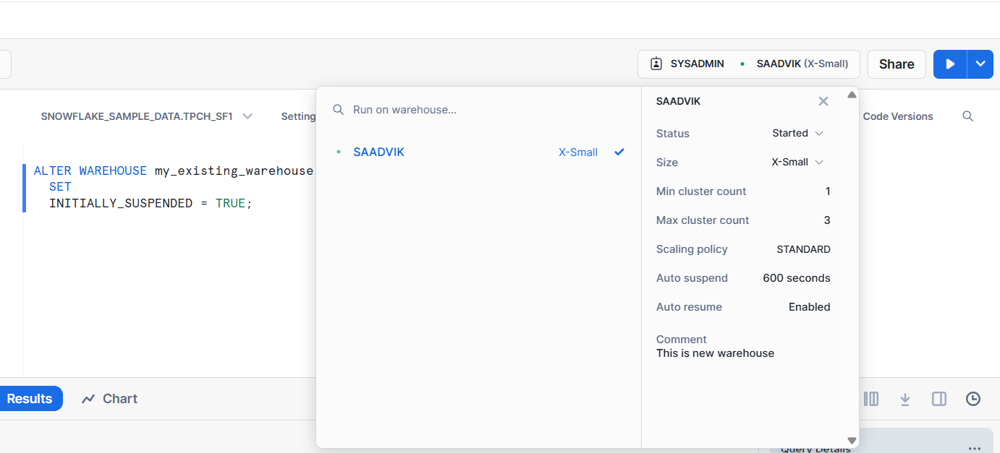 SYSADMIN SAADVIK (X-Small) Share
SNOWFLAKE_SAMPLE_DATA.TPCH_SF1 Setting
Code Versions
ALTER WAREHOUSE my_existing_warehouse
SET
INITIALLY_SUSPENDED = TRUE;
Run on warehouse...
SAADVIK X-Small
SAADVIK
Status Started
Size X-Small
Min cluster count 1
Max cluster count 3
Scaling policy STANDARD
Auto suspend 600 seconds
Auto resume Enabled
Comment
This is new warehouse
Results Chart
Query Details